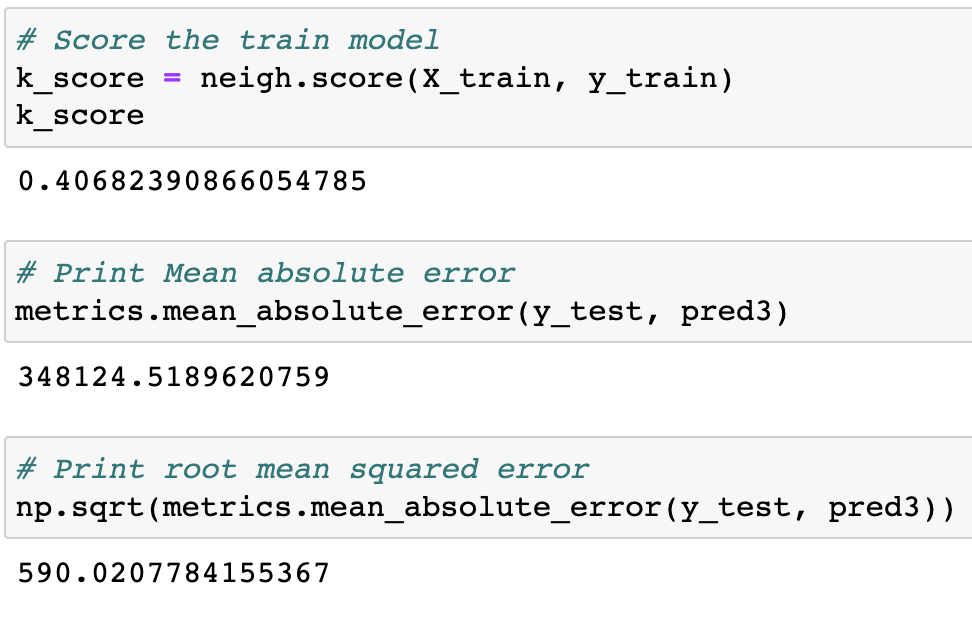 # Score the train model
k_score = neigh.score(X_train, y_train)
k_score
0.40682390866054785
# Print Mean absolute error
metrics.mean_absolute_error(y_test, pred3)
348124.5189620759
# Print root mean squared error
np.sqrt(metrics.mean_absolute_error(y_test, pred3))
590.0207784155367